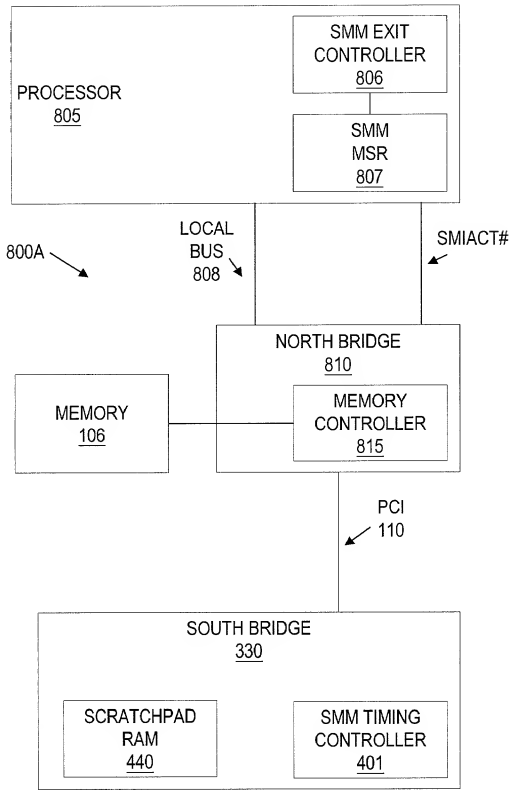 SMM EXIT
CONTROLLER
806
PROCESSOR
805
SMM
MSR
807
LOCAL
BUS
808
SMIACT#
800A
NORTH BRIDGE
810
MEMORY
106
MEMORY
CONTROLLER
815
PCI
110
SOUTH BRIDGE
330
SCRATCHPAD
RAM
440
SMM TIMING
CONTROLLER
401